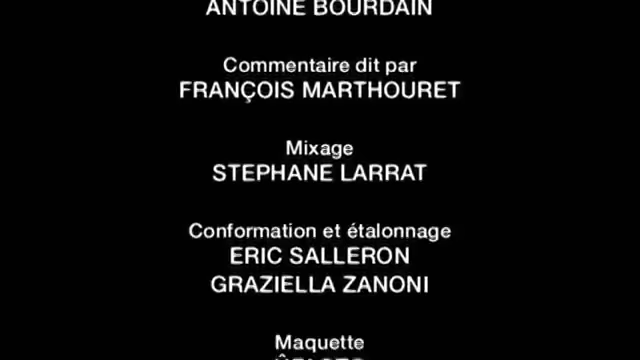 ANTOINE BOURDAIN
Commentaire dit par
FRANÇOIS MARTHOURET
Mixage
STEPHANE LARRAT
Conformation et étalonnage
ERIC SALLERON
GRAZIELLA ZANONI
Maquette